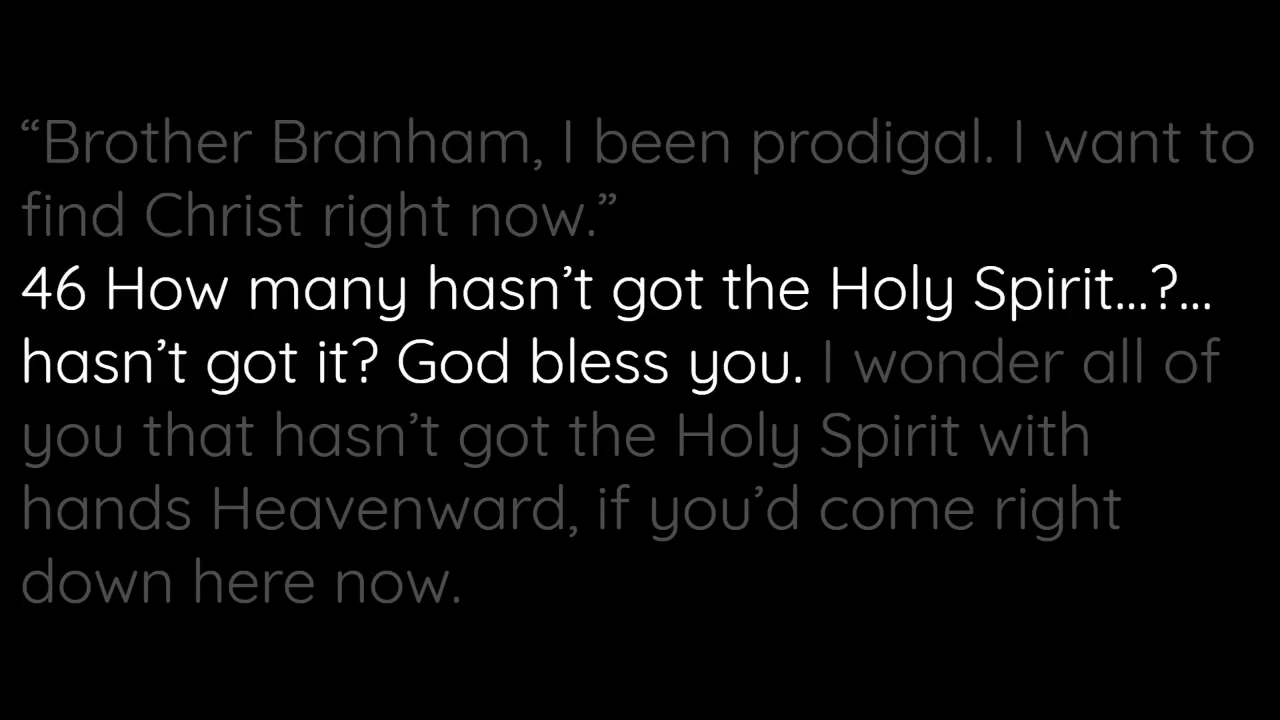 “Brother Branham, I been prodigal. I want to
find Christ right now.”
46 How many hasn’t got the Holy Spirit...?...
hasn’t got it? God bless you. I wonder all of
you that hasn’t got the Holy Spirit with
hands Heavenward, if you’d come right
down here now.